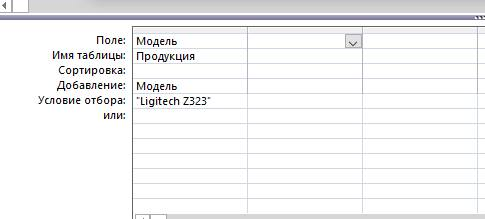 Поле: Модель
Имя таблицы: Продукция
Сортировка:
Добавление: Модель
Условие отбора: "Ligitech Z323"
или: